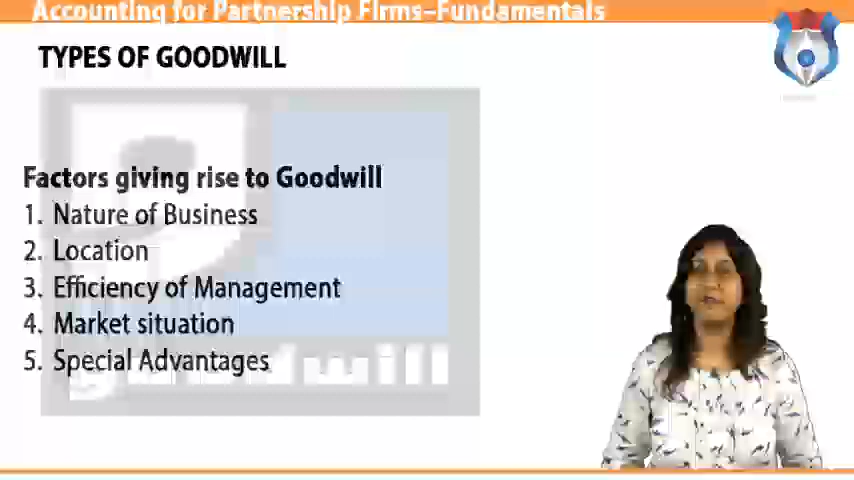 Accounting for Partnership Firms–Fundamentals
TYPES OF GOODWILL
Factors giving rise to Goodwill
1. Nature of Business
2. Location
3. Efficiency of Management
4. Market situation
5. Special Advantages
goodwill